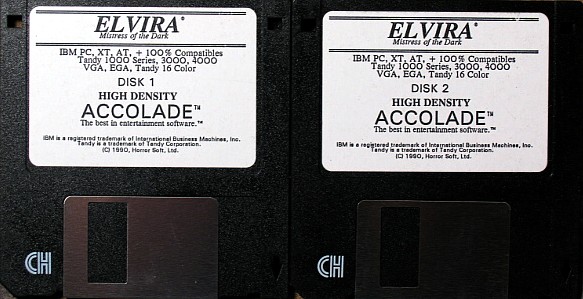 ELVIRA®
Mistress of the Dark
IBM PC, XT, AT, + 100% Compatibles
Tandy 1000 Series, 3000, 4000
VGA, EGA, Tandy 16 Color
DISK 1
HIGH DENSITY
ACCOLADE™
The best in entertainment software.™
IBM is a registered trademark of International Business Machines, Inc.
Tandy is a trademark of Tandy Corporation.
(C) 1990, Horror Soft, Ltd.
CH
ELVIRA®
Mistress of the Dark
IBM PC, XT, AT, + 100% Compatibles
Tandy 1000 Series, 3000, 4000
VGA, EGA, Tandy 16 Color
DISK 2
HIGH DENSITY
ACCOLADE™
The best in entertainment software.™
IBM is a registered trademark of International Business Machines, Inc.
Tandy is a trademark of Tandy Corporation.
(C) 1990, Horror Soft, Ltd.
CH